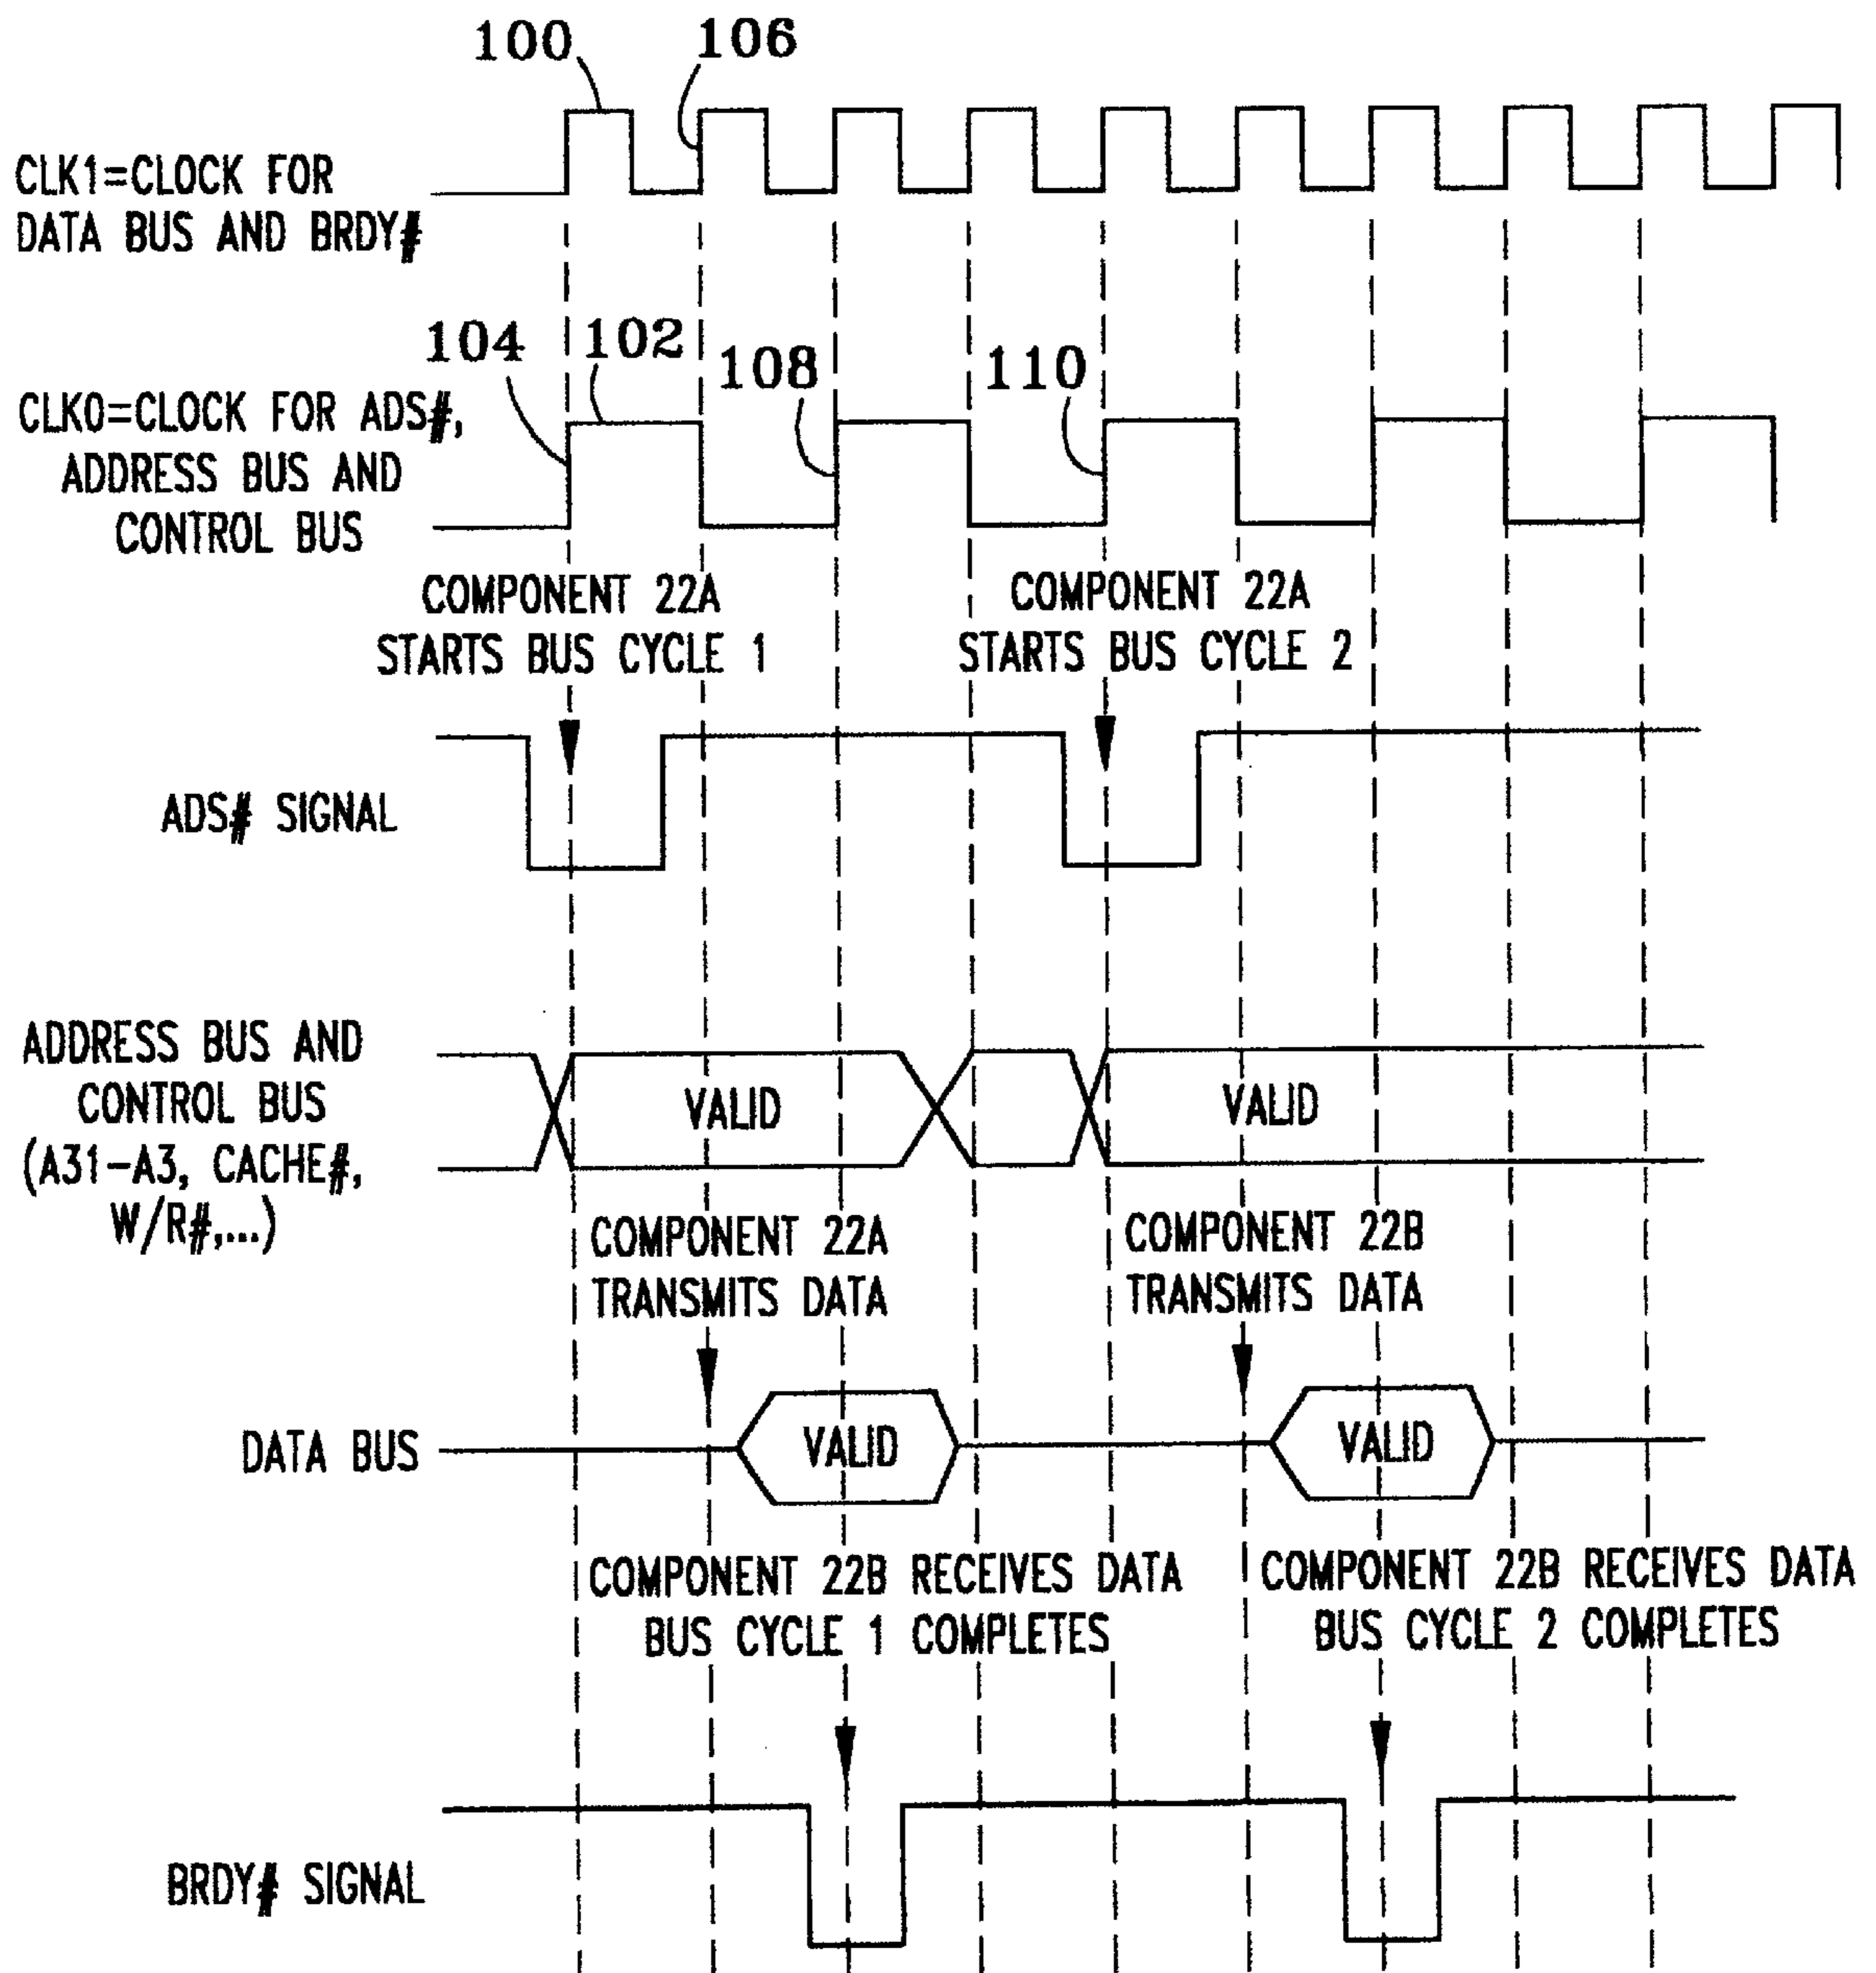 100 106
CLK1=CLOCK FOR
DATA BUS AND BRDY#
104 102 108 110
CLK0=CLOCK FOR ADS#,
ADDRESS BUS AND
CONTROL BUS
COMPONENT 22A
STARTS BUS CYCLE 1
COMPONENT 22A
STARTS BUS CYCLE 2
ADS# SIGNAL
ADDRESS BUS AND
CONTROL BUS
(A31-A3, CACHE#,
W/R#,...)
VALID VALID
COMPONENT 22A
TRANSMITS DATA
COMPONENT 22B
TRANSMITS DATA
DATA BUS
VALID VALID
COMPONENT 22B RECEIVES DATA
BUS CYCLE 1 COMPLETES
COMPONENT 22B RECEIVES DATA
BUS CYCLE 2 COMPLETES
BRDY# SIGNAL